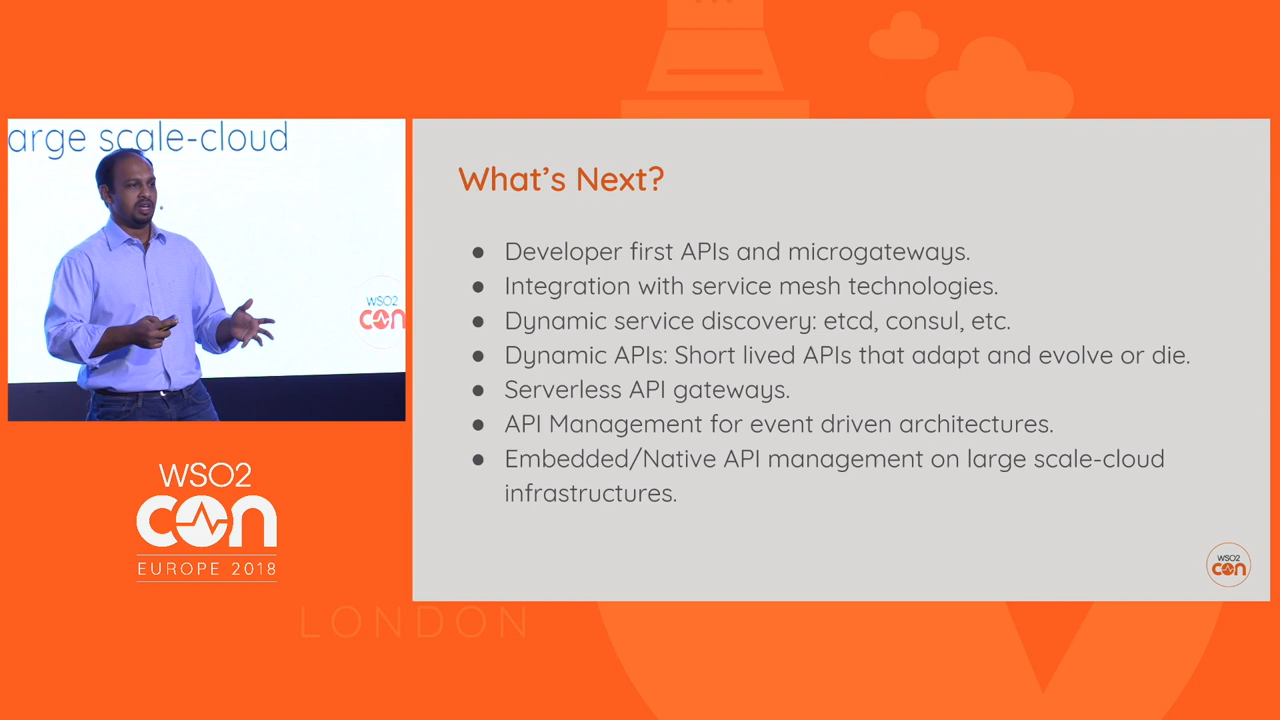 arge scale-cloud
WSO2
con
WSO2
con
EUROPE 2018
LONDON
What's Next?
● Developer first APIs and microgateways.
● Integration with service mesh technologies.
● Dynamic service discovery: etcd, consul, etc.
● Dynamic APIs: Short lived APIs that adapt and evolve or die.
● Serverless API gateways.
● API Management for event driven architectures.
● Embedded/Native API management on large scale-cloud
infrastructures.
WSO2
con